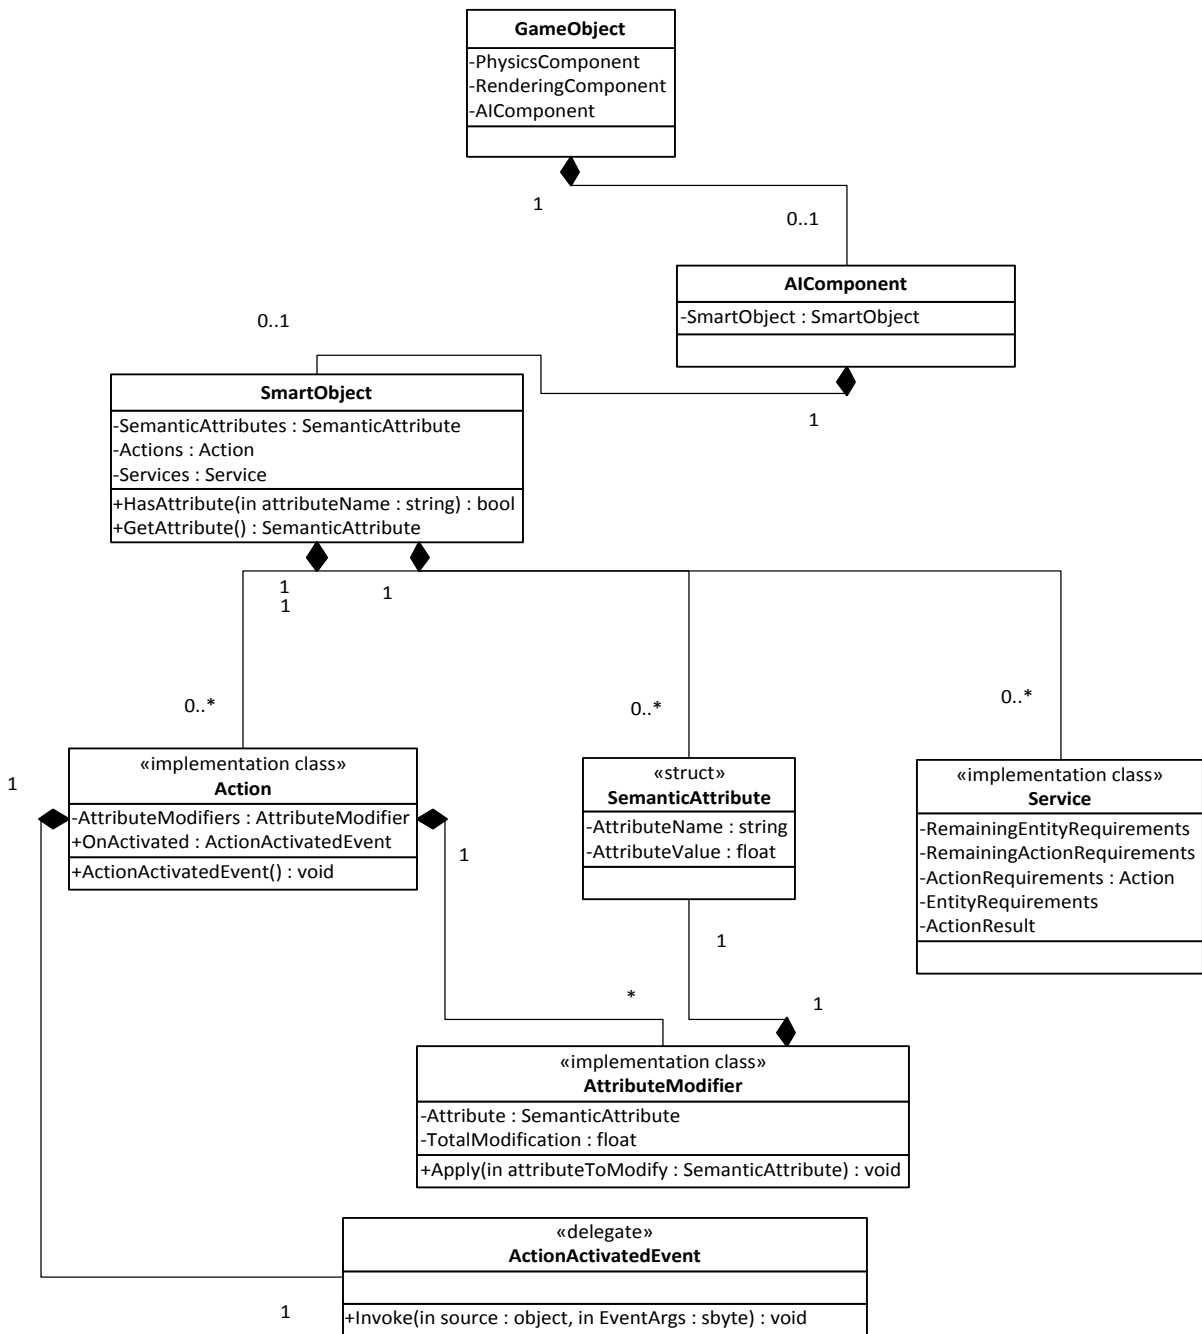 GameObject
-PhysicsComponent
-RenderingComponent
-AIComponent
1
0..1
AIComponent
-SmartObject : SmartObject
0..1
1
SmartObject
-SemanticAttributes : SemanticAttribute
-Actions : Action
-Services : Service
+HasAttribute(in attributeName : string) : bool
+GetAttribute() : SemanticAttribute
1
1
1
0..*
0..*
0..*
1
«implementation class»
Action
-AttributeModifiers : AttributeModifier
+OnActivated : ActionActivatedEvent
+ActionActivatedEvent() : void
1
«struct»
SemanticAttribute
-AttributeName : string
-AttributeValue : float
«implementation class»
Service
-RemainingEntityRequirements
-RemainingActionRequirements
-ActionRequirements : Action
-EntityRequirements
-ActionResult
1
*
1
«implementation class»
AttributeModifier
-Attribute : SemanticAttribute
-TotalModification : float
+Apply(in attributeToModify : SemanticAttribute) : void
«delegate»
ActionActivatedEvent
1
+Invoke(in source : object, in EventArgs : sbyte) : void